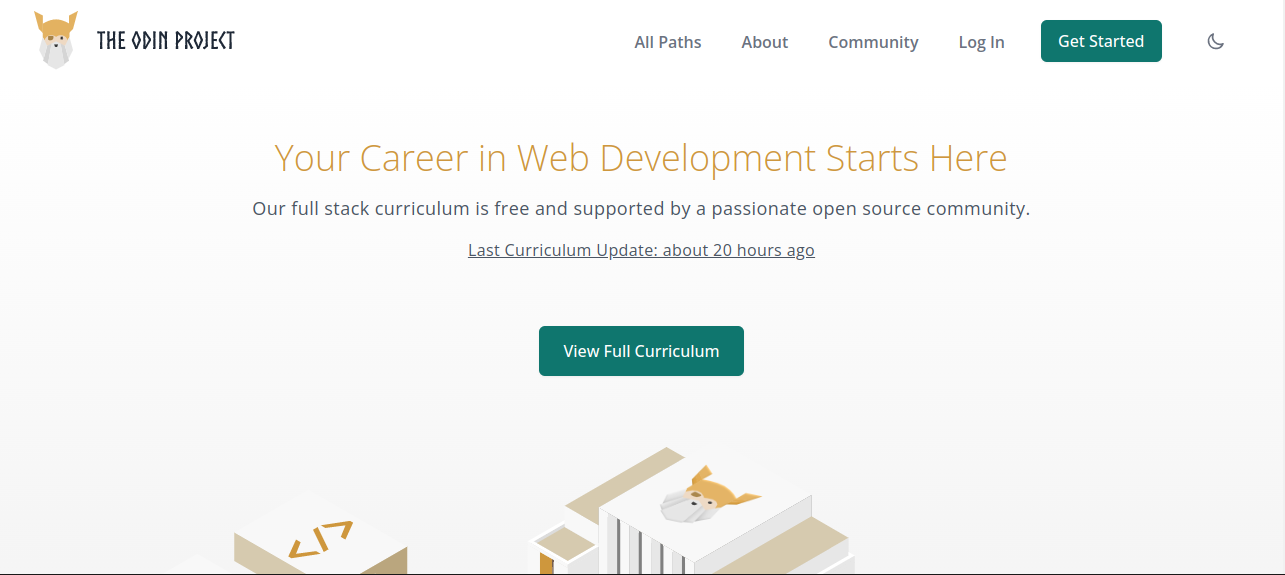 THE ODIN PROJECT
All Paths About Community Log In Get Started
Your Career in Web Development Starts Here
Our full stack curriculum is free and supported by a passionate open source community.
Last Curriculum Update: about 20 hours ago
View Full Curriculum
</>